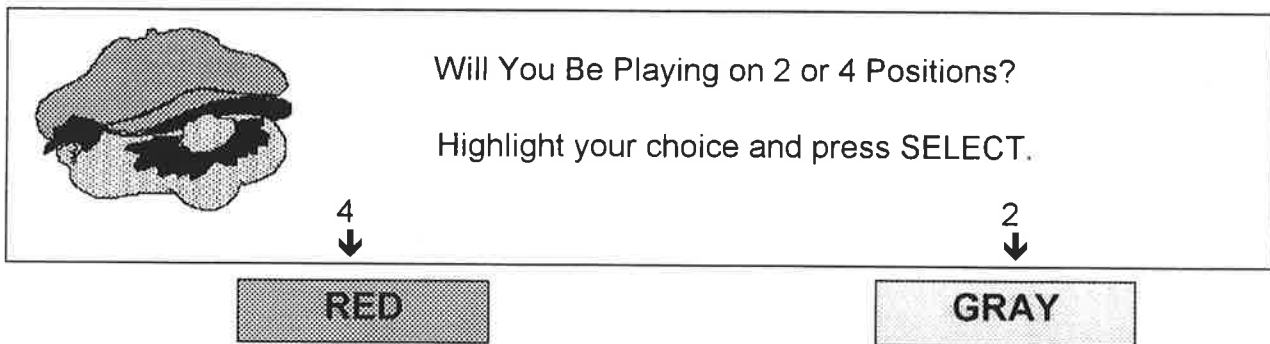 Will You Be Playing on 2 or 4 Positions?
Highlight your choice and press SELECT.
4 2
RED GRAY